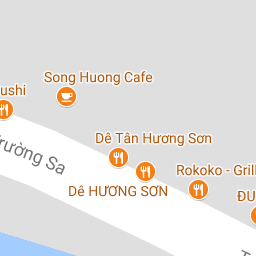 Song Huong Cafe
ushi
Dê Tân Hương Sơn
rường Sa
Dê HƯƠNG SƠN
Rokoko - Grill
ĐU